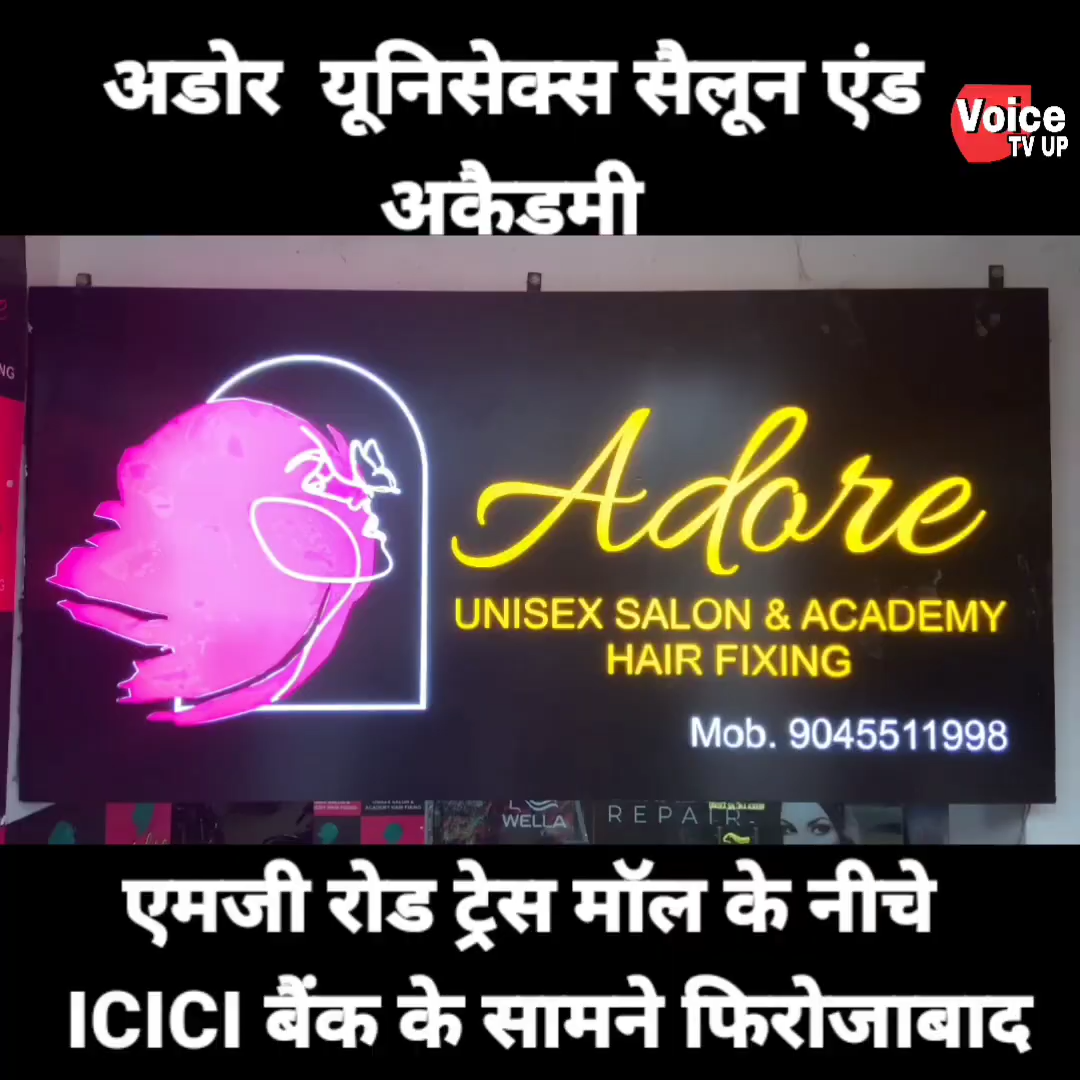 अडोर यूनिसेक्स सैलून एंड
अकैडमी
Voice
TV UP
Adore
UNISEX SALON & ACADEMY
HAIR FIXING
Mob. 9045511998
WELLA
REPAIR
एमजी रोड ट्रेस मॉल के नीचे
ICICI बैंक के सामने फिरोजाबाद